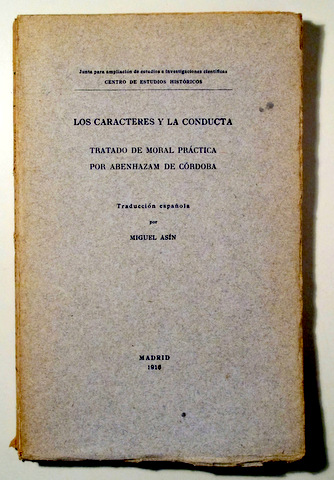 Junta para ampliación de estudios e investigaciones científicas
CENTRO DE ESTUDIOS HISTÓRICOS
LOS CARACTERES Y LA CONDUCTA
TRATADO DE MORAL PRÁCTICA
POR ABENHAZAM DE CÓRDOBA
Traducción española
por
MIGUEL ASÍN
MADRID
1916